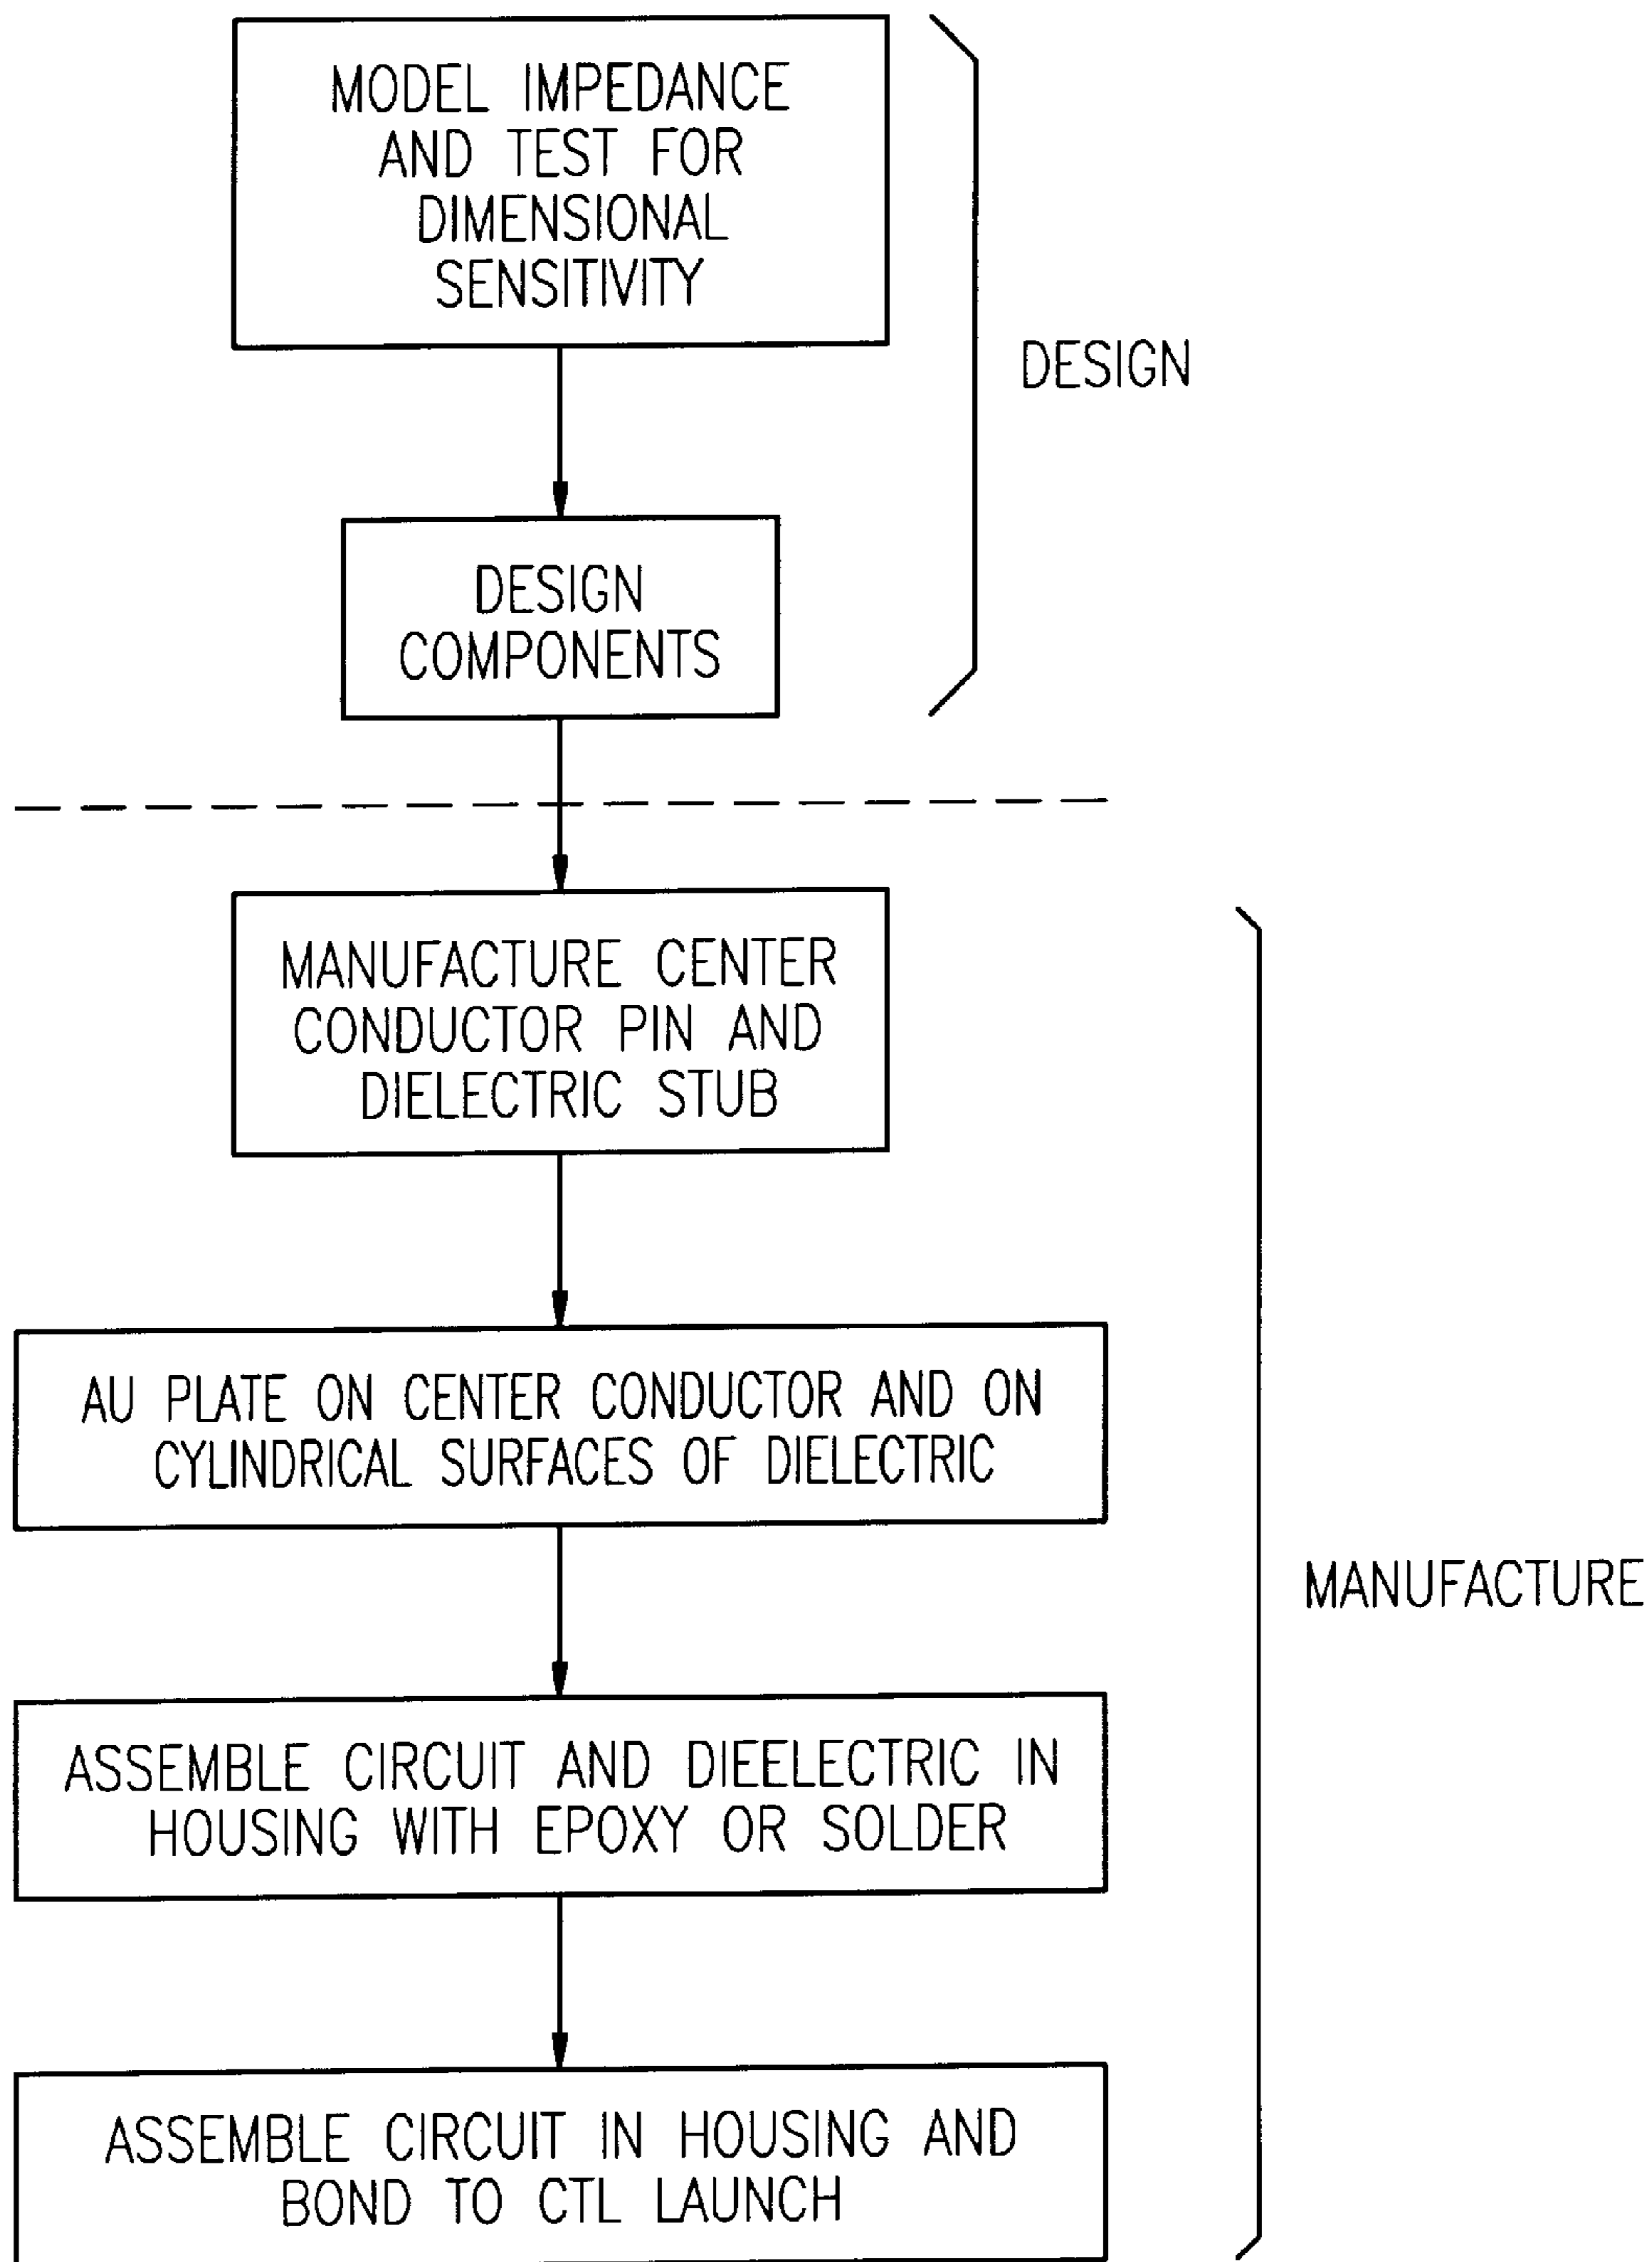 MODEL IMPEDANCE
AND TEST FOR
DIMENSIONAL
SENSITIVITY
DESIGN
DESIGN
COMPONENTS
MANUFACTURE CENTER
CONDUCTOR PIN AND
DIELECTRIC STUB
AU PLATE ON CENTER CONDUCTOR AND ON
CYLINDRICAL SURFACES OF DIELECTRIC
MANUFACTURE
ASSEMBLE CIRCUIT AND DIEELECTRIC IN
HOUSING WITH EPOXY OR SOLDER
ASSEMBLE CIRCUIT IN HOUSING AND
BOND TO CTL LAUNCH